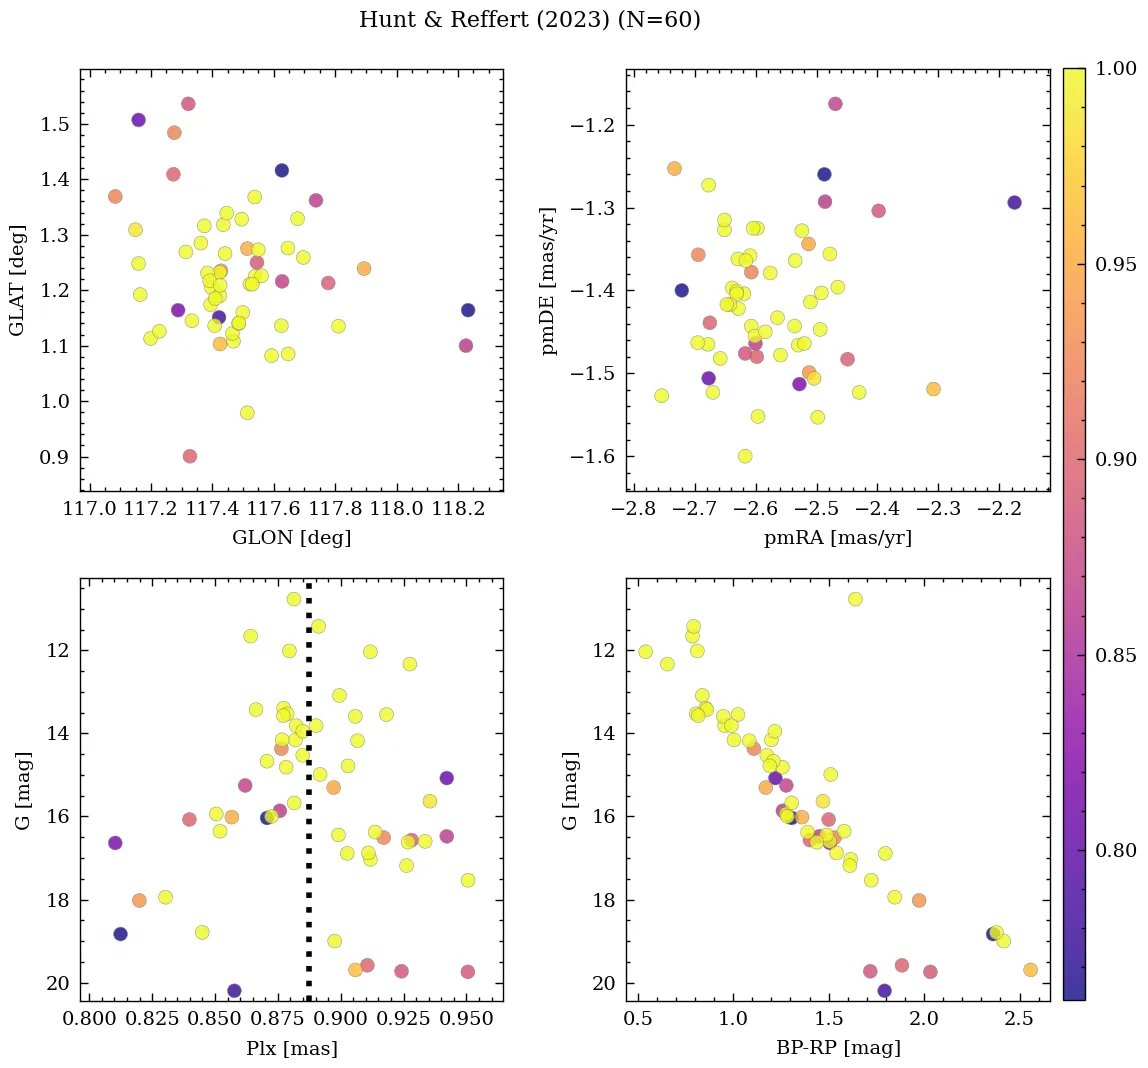 Hunt & Reffert (2023) (N=60)
1.5
1.4
1.3
1.2
1.1
1.0
0.9
GLAT [deg]
117.0 117.2 117.4 117.6 117.8 118.0 118.2
GLON [deg]
−1.2
−1.3
−1.4
−1.5
−1.6
pmDE [mas/yr]
−2.8 −2.7 −2.6 −2.5 −2.4 −2.3 −2.2
pmRA [mas/yr]
12
14
16
18
20
G [mag]
0.800 0.825 0.850 0.875 0.900 0.925 0.950
Plx [mas]
12
14
16
18
20
G [mag]
0.5 1.0 1.5 2.0 2.5
BP-RP [mag]
1.00
0.95
0.90
0.85
0.80